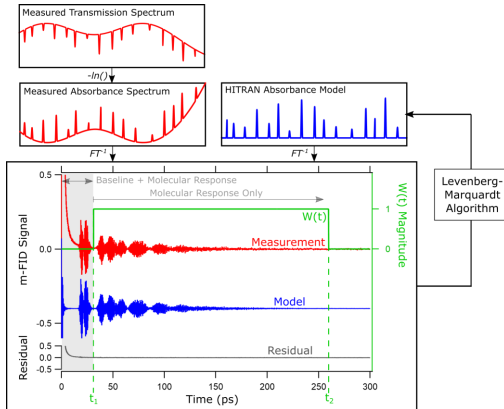 Measured Transmission Spectrum
-ln()
Measured Absorbance Spectrum
HITRAN Absorbance Model
FT-1
FT-1
Levenberg-
Marquardt
Algorithm
Baseline + Molecular Response
Molecular Response Only
W(t)
Measurement
Model
Residual
m-FID Signal
0.5
0.0
-0.5
Residual
0.5
0.0
-0.5
W(t) Magnitude
1
0
0
50
100
150
200
250
300
t1
Time (ps)
t2